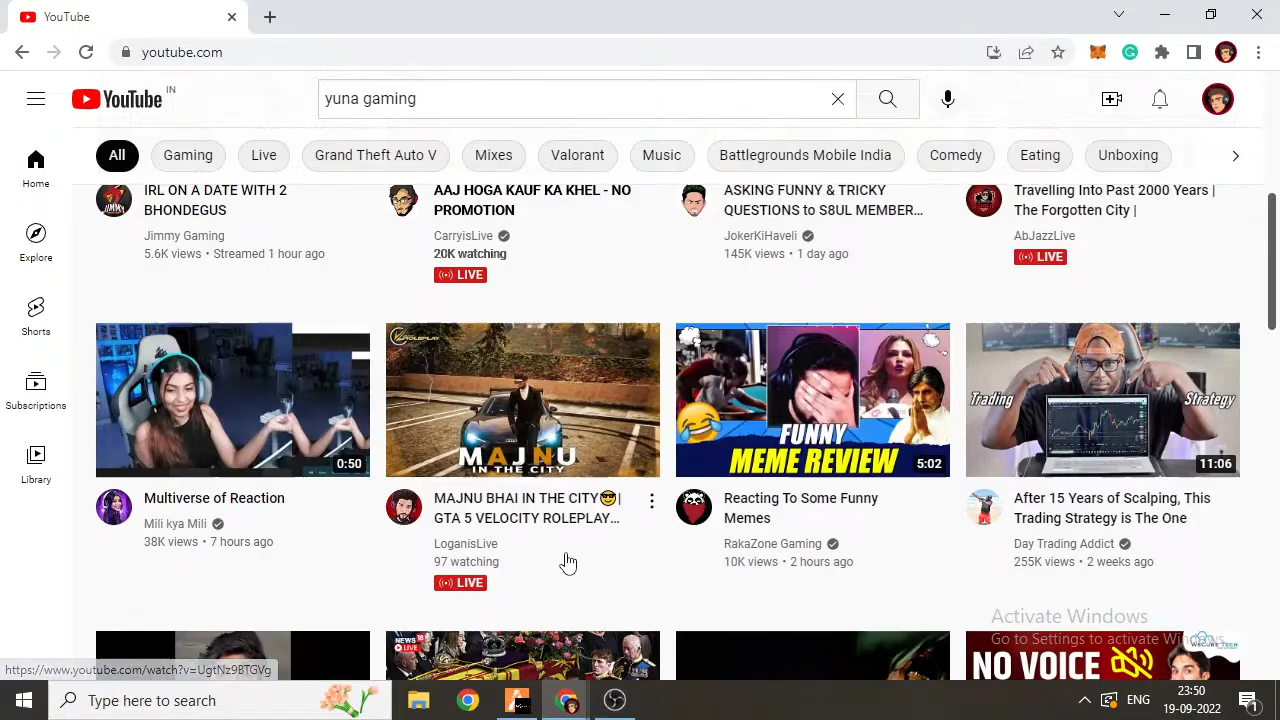 YouTube
youtube.com
YouTube IN
yuna gaming
All
Gaming
Live
Grand Theft Auto V
Mixes
Valorant
Music
Battlegrounds Mobile India
Comedy
Eating
Unboxing
Home
Explore
Shorts
Subscriptions
Library
IRL ON A DATE WITH 2
BHONDEGUS
Jimmy Gaming
5.6K views • Streamed 1 hour ago
AAJ HOGA KAUF KA KHEL - NO
PROMOTION
CarryisLive
20K watching
LIVE
ASKING FUNNY & TRICKY
QUESTIONS to S8UL MEMBER…
JokerKiHaveli
145K views • 1 day ago
Travelling Into Past 2000 Years |
The Forgotten City |
AbJazzLive
LIVE
0:50
Multiverse of Reaction
Mili kya Mili
38K views • 7 hours ago
ROLEPLAY
MAJNU
IN THE CITY
MAJNU BHAI IN THE CITY😎|
GTA 5 VELOCITY ROLEPLAY…
LoganisLive
97 watching
LIVE
FUNNY
MEME REVIEW
5:02
Reacting To Some Funny
Memes
RakaZone Gaming
10K views • 2 hours ago
Trading
Strategy
11:06
After 15 Years of Scalping, This
Trading Strategy is The One
Day Trading Addict
255K views • 2 weeks ago
NEWS 18
LIVE
WSCUBE TECH
NO VOICE
Activate Windows
Go to Settings to activate Windows.
https://www.youtube.com/watch?v=UgtNz9BTGVg
Type here to search
ENG
23:50
19-09-2022
1